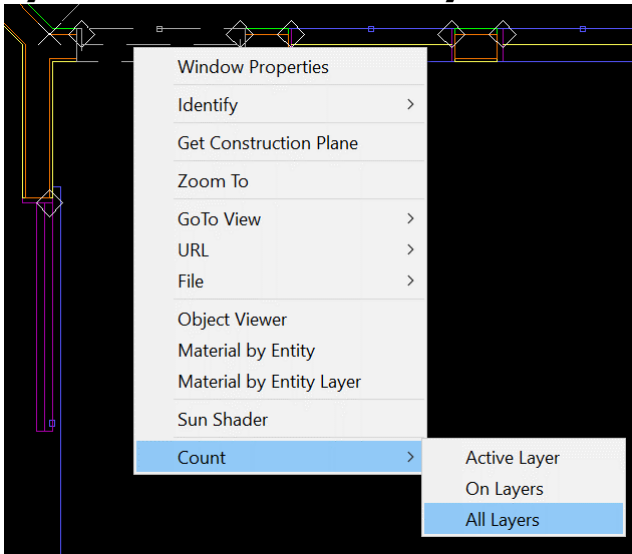 Window Properties
Identify
Get Construction Plane
Zoom To
GoTo View
URL
File
Object Viewer
Material by Entity
Material by Entity Layer
Sun Shader
Count
Active Layer
On Layers
All Layers